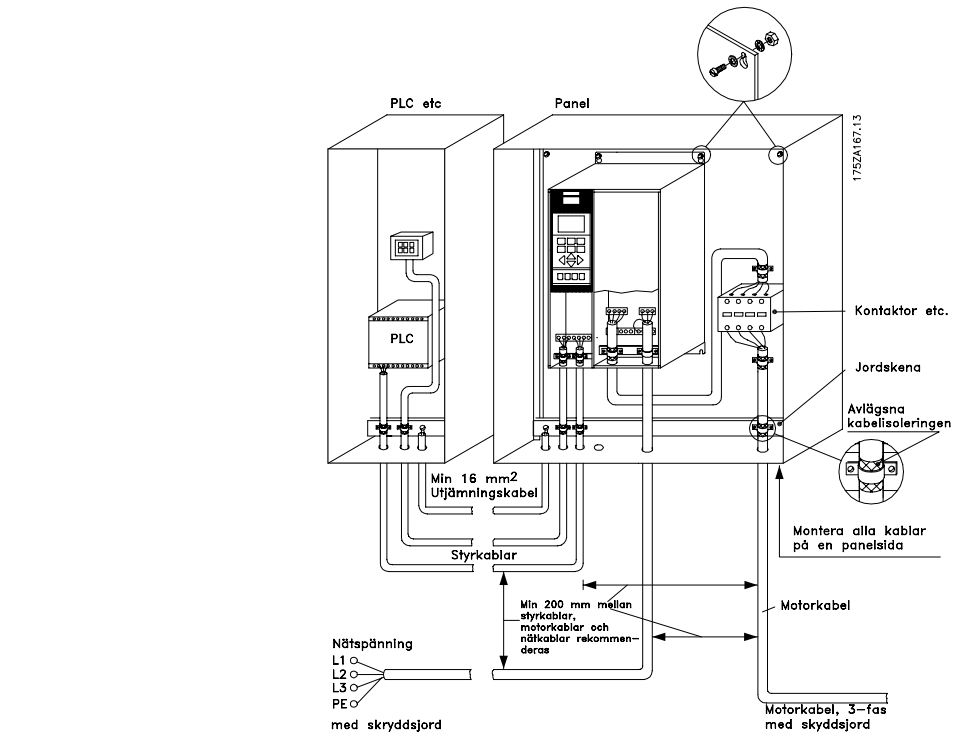 PLC etc
Panel
175ZA167.13
PLC
Kontaktor etc.
Jordskena
Avlägsna
kabelisoleringen
Min 16 mm2
Utjämningskabel
Montera alla kablar
på en panelsida
Styrkablar
Min 200 mm mellan
styrkablar,
motorkablar och
nätkablar rekommen-
deras
Motorkabel
Nätspänning
L1
L2
L3
PE
med skryddsjord
Motorkabel, 3-fas
med skyddsjord